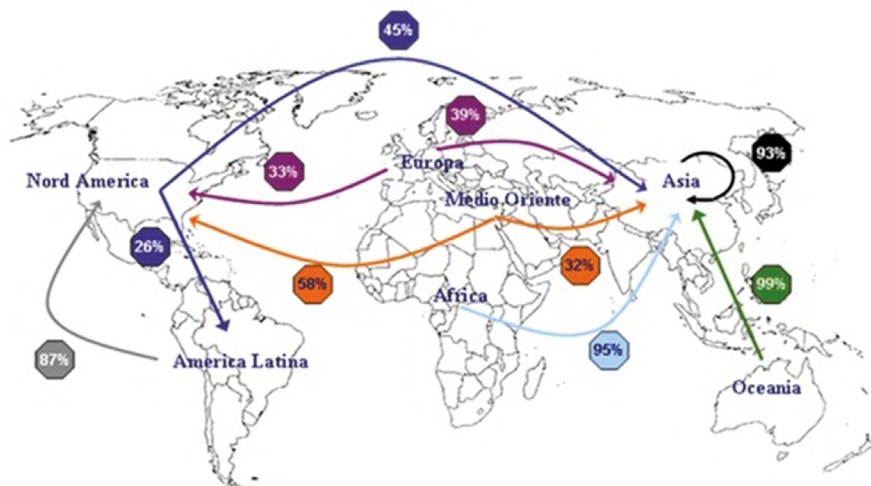 45%
39%
93%
33%
Europa
Nord America
Asia
Medio Oriente
26%
58%
32%
99%
Africa
87%
America Latina
95%
Oceania